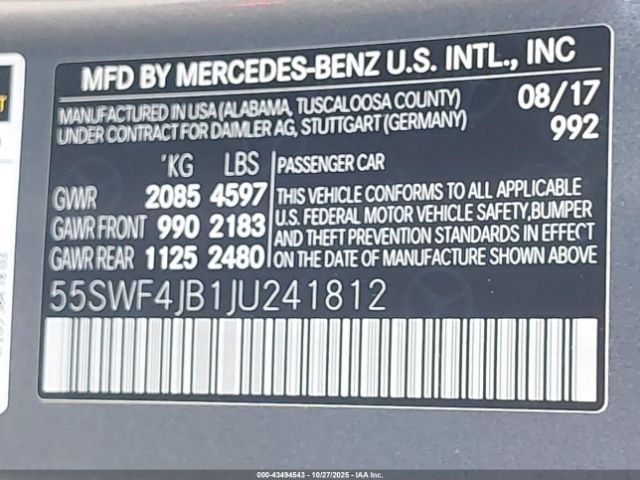 MFD BY MERCEDES-BENZ U.S. INTL., INC
MANUFACTURED IN USA (ALABAMA, TUSCALOOSA COUNTY) 08/17
UNDER CONTRACT FOR DAIMLER AG, STUTTGART (GERMANY) 992
KG LBS PASSENGER CAR
GVWR 2085 4597 THIS VEHICLE CONFORMS TO ALL APPLICABLE
GAWR FRONT 990 2183 U.S. FEDERAL MOTOR VEHICLE SAFETY,BUMPER
AND THEFT PREVENTION STANDARDS IN EFFECT
GAWR REAR 1125 2480 ON THE DATE OF MANUFACTURE SHOWN ABOVE.
55SWF4JB1JU241812
000-43494543 - 10/27/2025 - IAAI Inc.